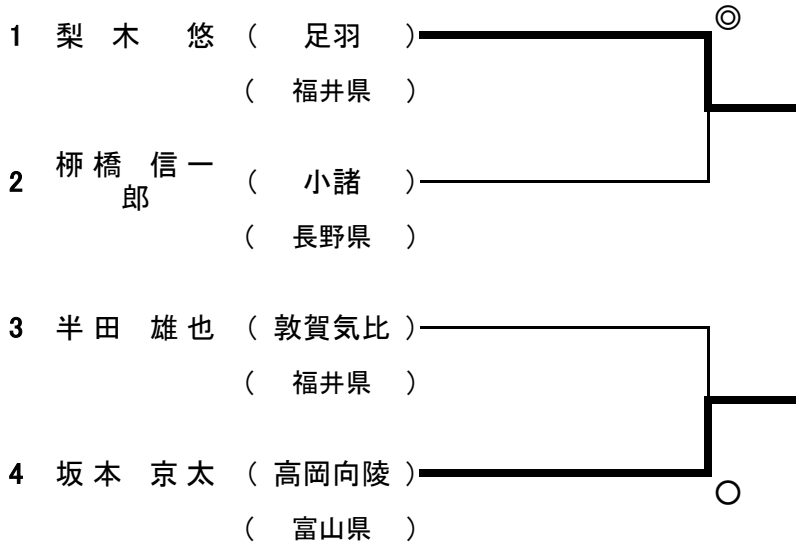 ◎
1 梨木 悠 ( 足羽 )
( 福井県 )
2 栁橋 信一郎 ( 小諸 )
( 長野県 )
3 半田 雄也 ( 敦賀気比 )
( 福井県 )
4 坂本 京太 ( 高岡向陵 )
○
( 富山県 )